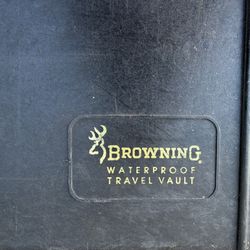 BROWNING
WATERPROOF
TRAVEL VAULT